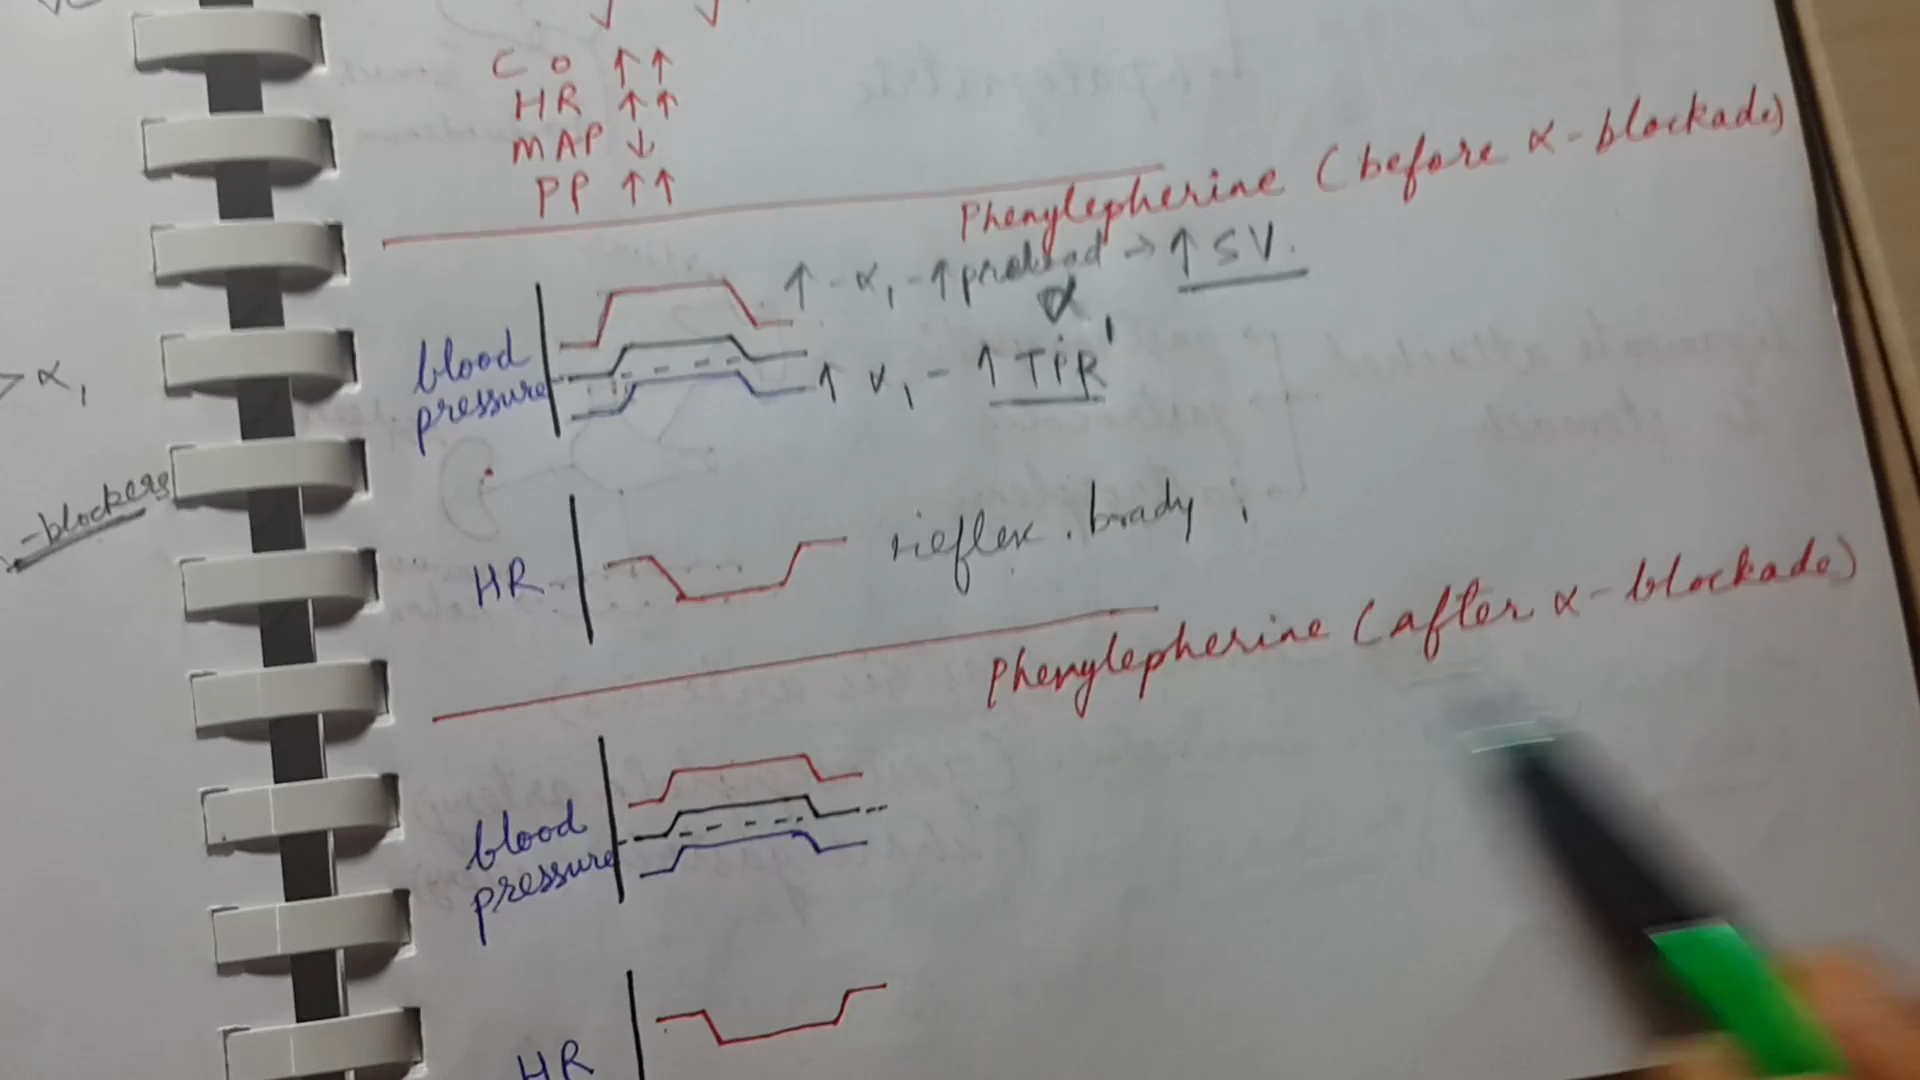 CO ↑↑
HR ↑↑
MAP ↓
PP ↑↑
Phenylepherine (before α-blockade)
↑ - α₁ - ↑ preload → ↑ SV.
α
> α₁
blood
pressure
↑ α₁ - ↑ TPR
-blockers
HR
reflex. brady.
Phenylepherine (after α-blockade)
blood
pressure
HR